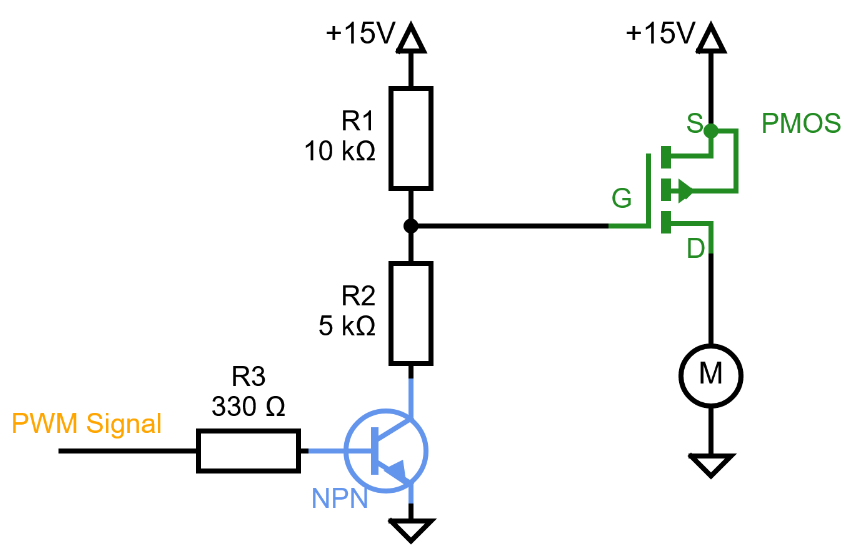 +15V
+15V
R1
10 kΩ
S
PMOS
G
D
R2
5 kΩ
M
R3
330 Ω
PWM Signal
NPN